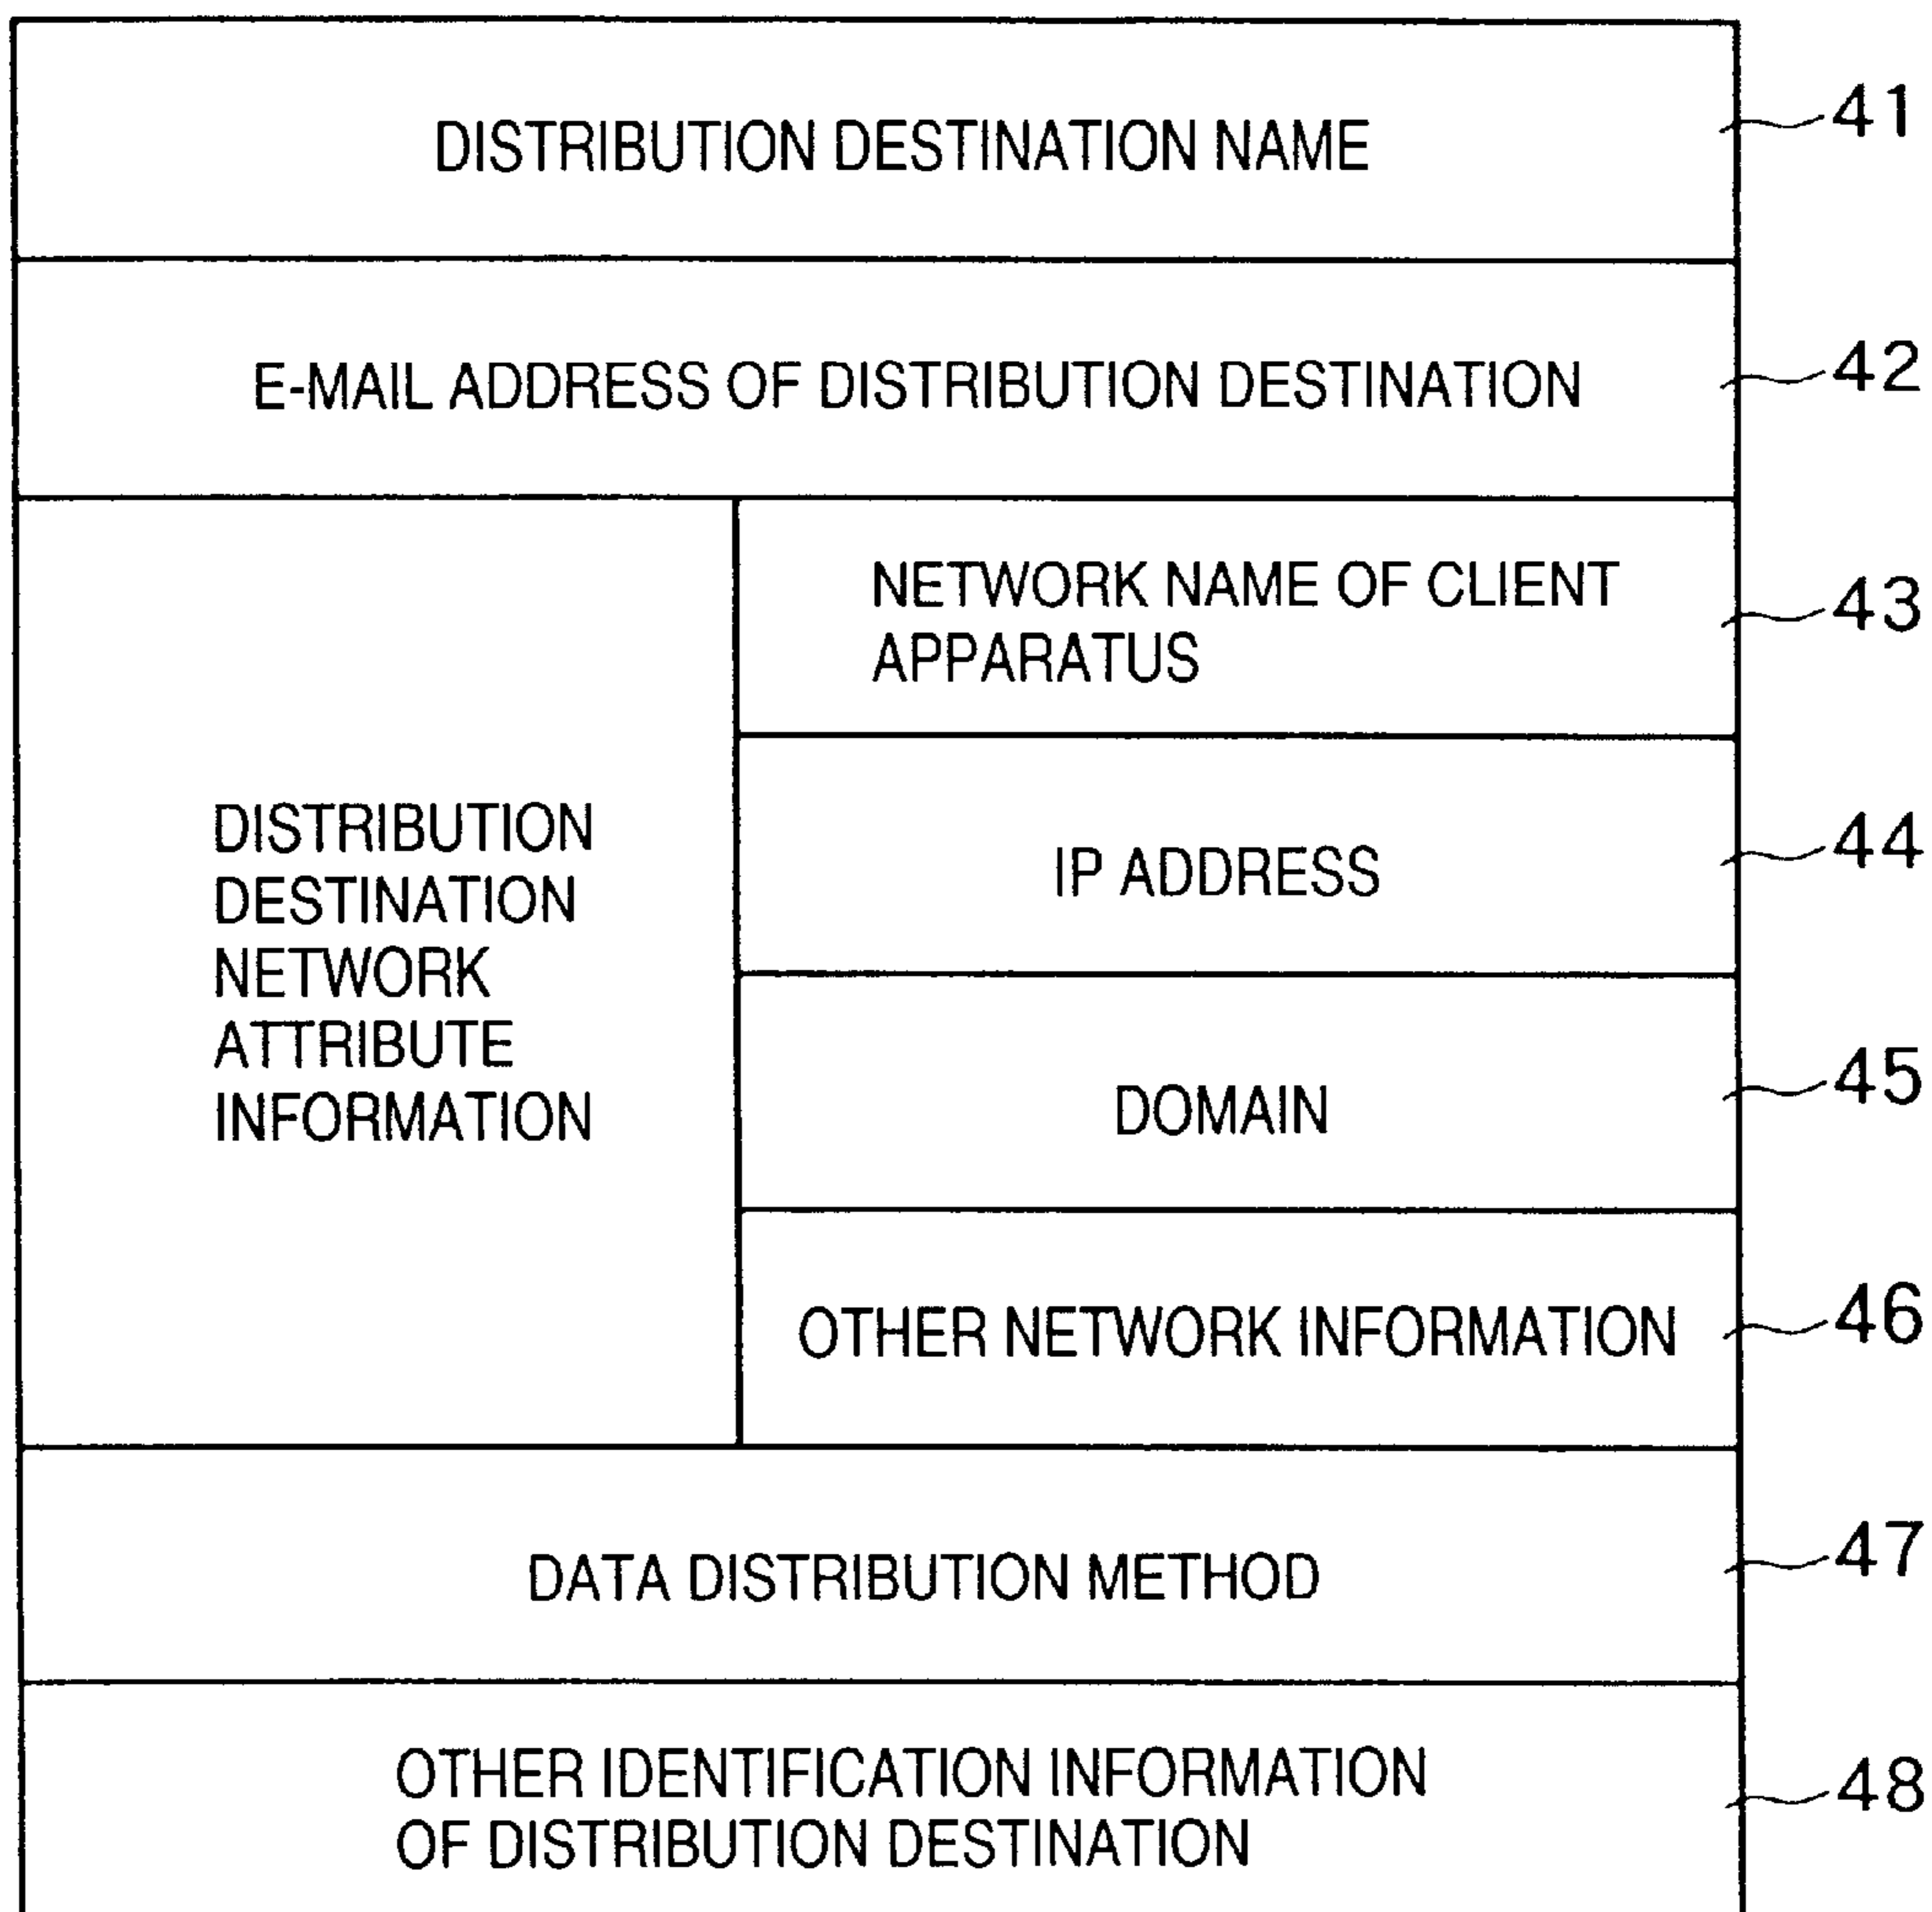 DISTRIBUTION DESTINATION NAME
41
E-MAIL ADDRESS OF DISTRIBUTION DESTINATION
42
DISTRIBUTION
DESTINATION
NETWORK
ATTRIBUTE
INFORMATION
NETWORK NAME OF CLIENT
APPARATUS
43
IP ADDRESS
44
DOMAIN
45
OTHER NETWORK INFORMATION
46
DATA DISTRIBUTION METHOD
47
OTHER IDENTIFICATION INFORMATION
OF DISTRIBUTION DESTINATION
48